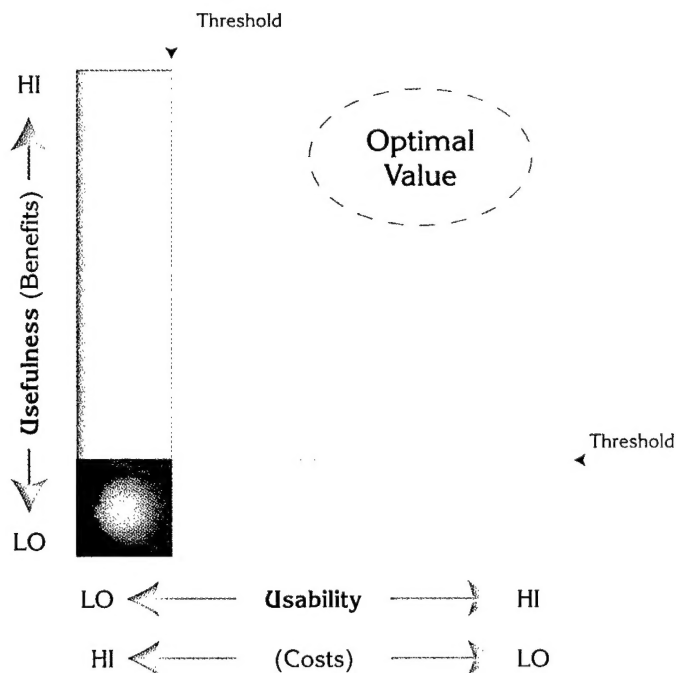 Threshold
HI
Optimal
Value
Usefulness (Benefits)
Threshold
LO
LO Usability HI
HI (Costs) LO